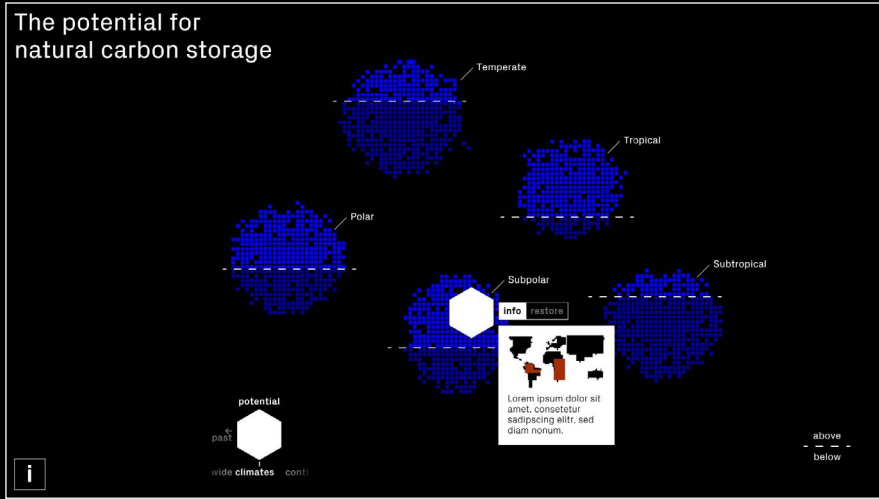 The potential for
natural carbon storage
Temperate
Tropical
Polar
Subpolar
Subtropical
info restore
Lorem ipsum dolor sit
amet, consetetur
sadipscing elitr, sed
diam nonum.
potential
past
wide climates conti
above
below
i